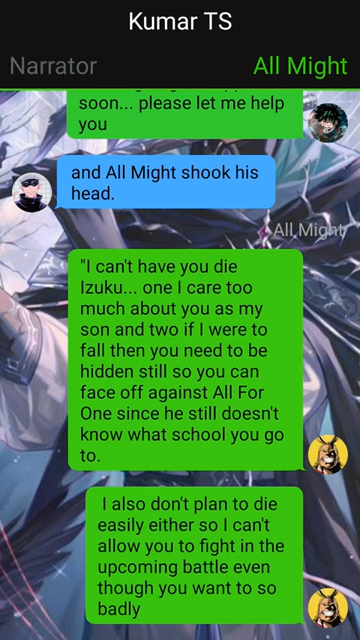 Kumar TS
Narrator
All Might
soon... please let me help
you
and All Might shook his
head.
All Might
"I can't have you die
Izuku... one I care too
much about you as my
son and two if I were to
fall then you need to be
hidden still so you can
face off against All For
One since he still doesn't
know what school you go
to.
I also don't plan to die
easily either so I can't
allow you to fight in the
upcoming battle even
though you want to so
badly